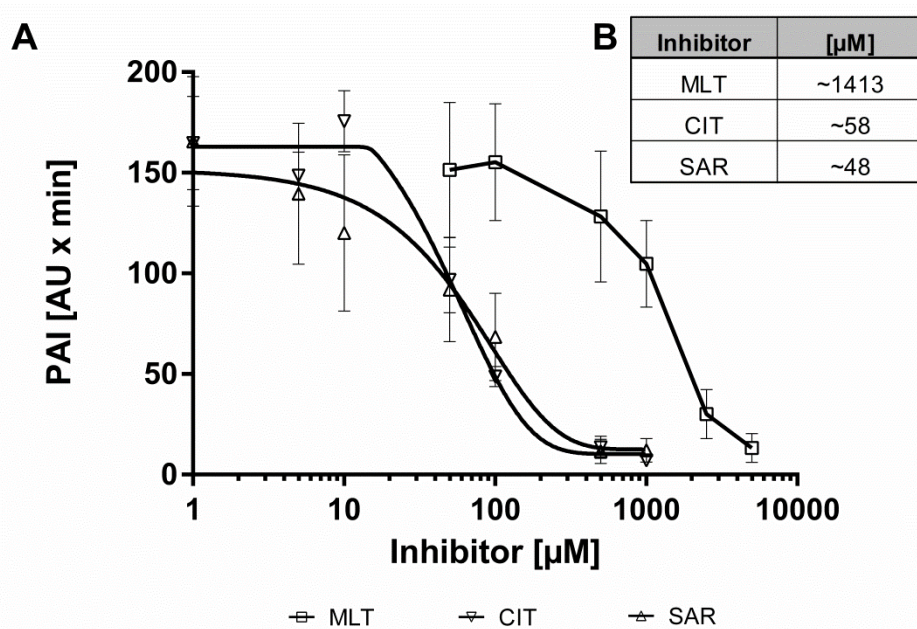 A
B
Inhibitor [µM]
MLT ~1413
CIT ~58
SAR ~48
PAI [AU x min]
200
150
100
50
0
1 10 100 1000 10000
Inhibitor [µM]
MLT CIT SAR